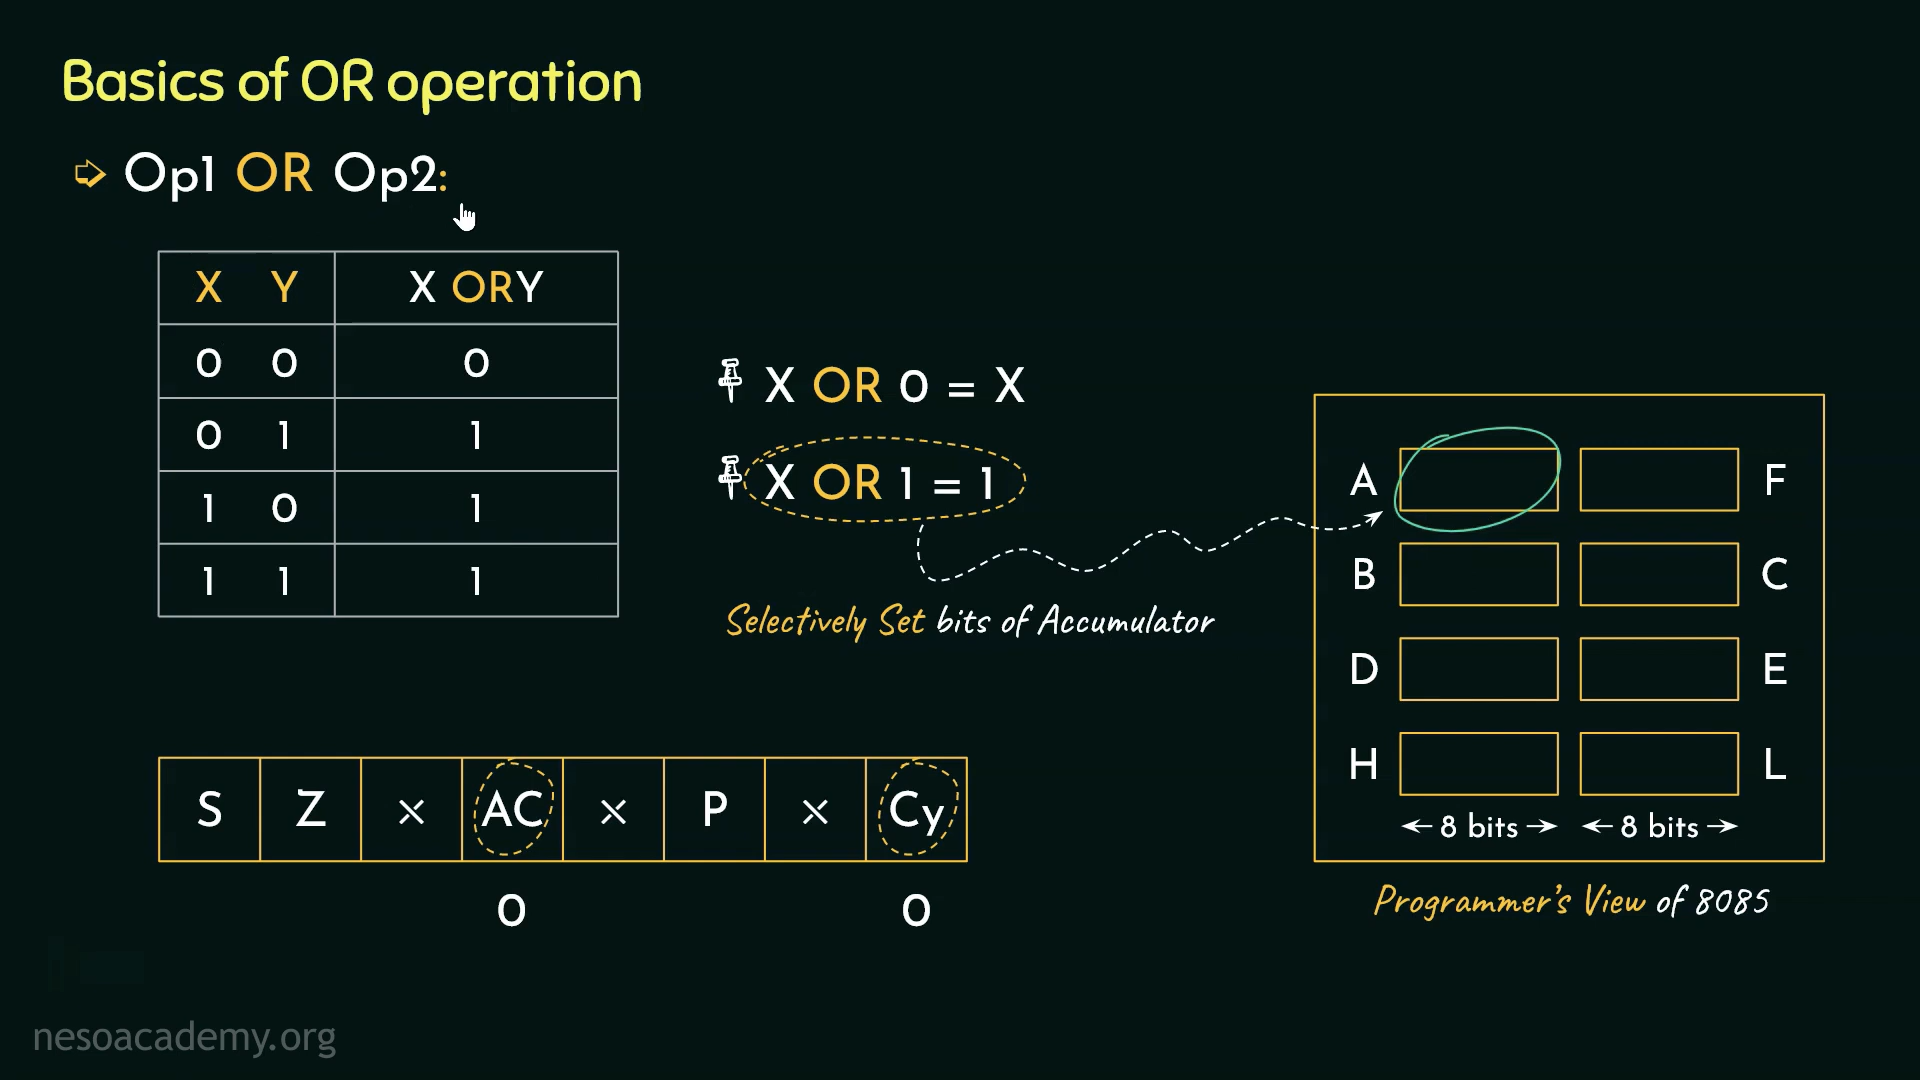 Basics of OR operation
Op1 OR Op2:
X Y X ORY
0 0 0
0 1 1
1 0 1
1 1 1
X OR 0 = X
X OR 1 = 1
Selectively Set bits of Accumulator
A F
B C
D E
H L
8 bits 8 bits
Programmer's View of 8085
S Z × AC × P × Cy
0 0
nesoacademy.org